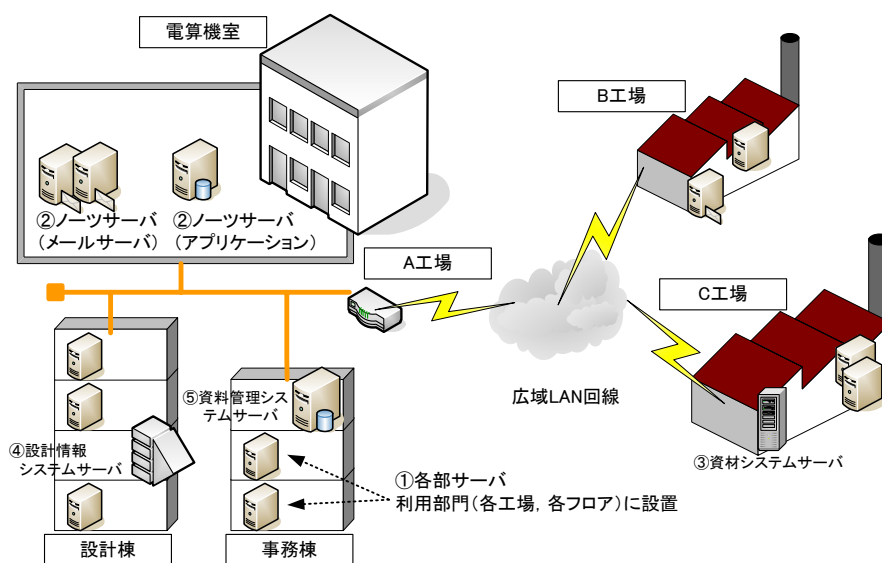 電算機室
B工場
②ノーツサーバ
(メールサーバ)
②ノーツサーバ
(アプリケーション)
A工場
C工場
広域LAN回線
⑤資料管理シス
テムサーバ
④設計情報
システムサーバ
③資材システムサーバ
①各部サーバ
利用部門(各工場, 各フロア)に設置
設計棟
事務棟